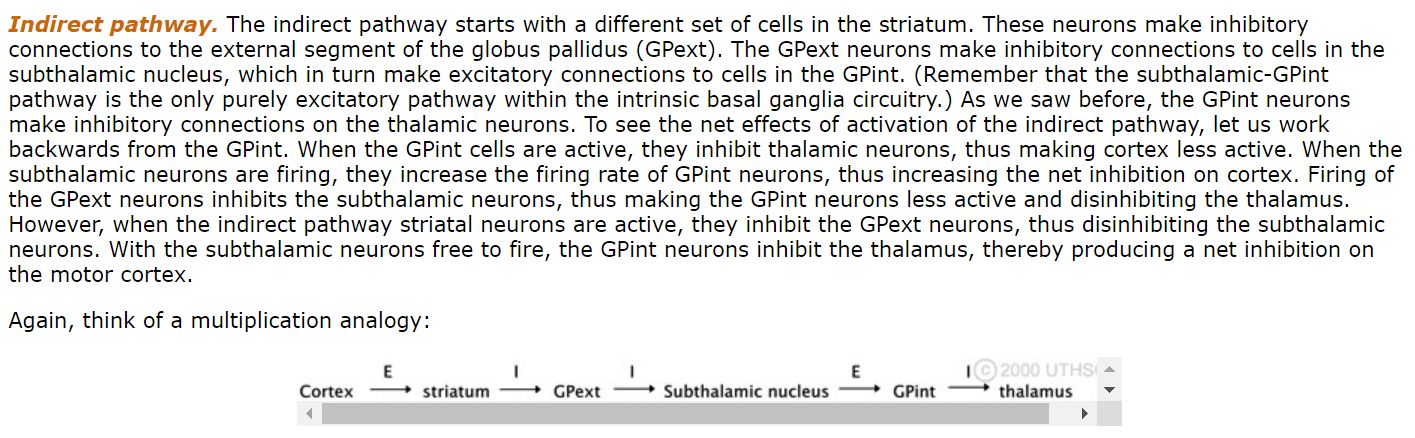 Indirect pathway. The indirect pathway starts with a different set of cells in the striatum. These neurons make inhibitory
connections to the external segment of the globus pallidus (GPext). The GPext neurons make inhibitory connections to cells in the
subthalamic nucleus, which in turn make excitatory connections to cells in the GPint. (Remember that the subthalamic-GPint
pathway is the only purely excitatory pathway within the intrinsic basal ganglia circuitry.) As we saw before, the GPint neurons
make inhibitory connections on the thalamic neurons. To see the net effects of activation of the indirect pathway, let us work
backwards from the GPint. When the GPint cells are active, they inhibit thalamic neurons, thus making cortex less active. When the
subthalamic neurons are firing, they increase the firing rate of GPint neurons, thus increasing the net inhibition on cortex. Firing of
the GPext neurons inhibits the subthalamic neurons, thus making the GPint neurons less active and disinhibiting the thalamus.
However, when the indirect pathway striatal neurons are active, they inhibit the GPext neurons, thus disinhibiting the subthalamic
neurons. With the subthalamic neurons free to fire, the GPint neurons inhibit the thalamus, thereby producing a net inhibition on
the motor cortex.
Again, think of a multiplication analogy:
E I I E I © 2000 UTHS
Cortex → striatum → GPext → Subthalamic nucleus → GPint → thalamus